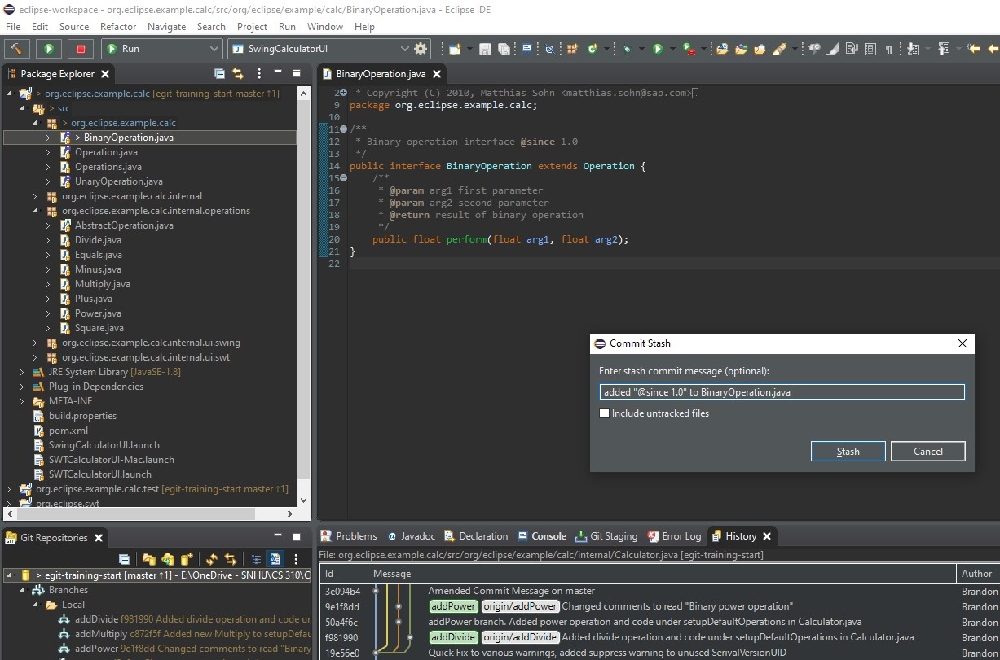 eclipse-workspace - org.eclipse.example.calc/src/org/eclipse/example/calc/BinaryOperation.java - Eclipse IDE
File Edit Source Refactor Navigate Search Project Run Window Help
Run
SwingCalculatorUI
Package Explorer
> org.eclipse.example.calc [egit-training-start master ↑1]
> src
> org.eclipse.example.calc
> BinaryOperation.java
Operation.java
Operations.java
UnaryOperation.java
org.eclipse.example.calc.internal
org.eclipse.example.calc.internal.operations
AbstractOperation.java
Divide.java
Equals.java
Minus.java
Multiply.java
Plus.java
Power.java
Square.java
org.eclipse.example.calc.internal.ui.swing
org.eclipse.example.calc.internal.ui.swt
JRE System Library [JavaSE-1.8]
Plug-in Dependencies
META-INF
build.properties
pom.xml
SwingCalculatorUI.launch
SWTCalculatorUI-Mac.launch
SWTCalculatorUI.launch
org.eclipse.example.calc.test [egit-training-start master ↑1]
org.eclipse.swt
BinaryOperation.java
2 * Copyright (C) 2010, Matthias Sohn <matthias.sohn@sap.com>
9 package org.eclipse.example.calc;
10
11 /**
12 * Binary operation interface @since 1.0
13 */
14 public interface BinaryOperation extends Operation {
15 /**
16 * @param arg1 first parameter
17 * @param arg2 second parameter
18 * @return result of binary operation
19 */
20 public float perform(float arg1, float arg2);
21 }
22
Commit Stash
Enter stash commit message (optional):
added "@since 1.0" to BinaryOperation.java
Include untracked files
Stash
Cancel
Git Repositories
> egit-training-start [master ↑1] - E:\OneDrive - SNHU\CS 310\C
Branches
Local
addDivide f981990 Added divide operation and code ur
addMultiply c872f5f Added new Multiply to setupDefau
addPower 9e1f8dd Changed comments to read "Binary
Problems Javadoc Declaration Console Git Staging Error Log History
File: org.eclipse.example.calc/src/org/eclipse/example/calc/internal/Calculator.java [egit-training-start]
Id Message Author
3e094b4 Amended Commit Message on master Brandon
9e1f8dd addPower origin/addPower Changed comments to read "Binary power operation" Brandon
50a4f6c addPower branch. Added power operation and code under setupDefaultOperations in Calculator.java Brandon
f981990 addDivide origin/addDivide Added divide operation and code under setupDefaultOperations in Calculator.java Brandon
19e56e0 Quick Fix to various warnings, added suppress warning to unused SerivalVersionUID Brandon